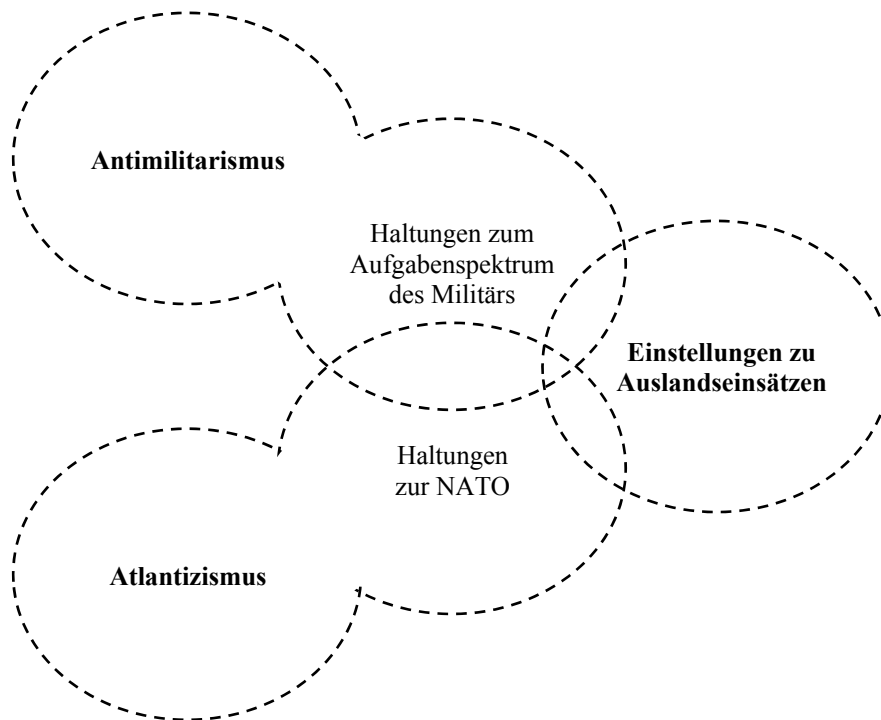 Antimilitarismus
Haltungen zum
Aufgabenspektrum
des Militärs
Einstellungen zu
Auslandseinsätzen
Haltungen
zur NATO
Atlantizismus